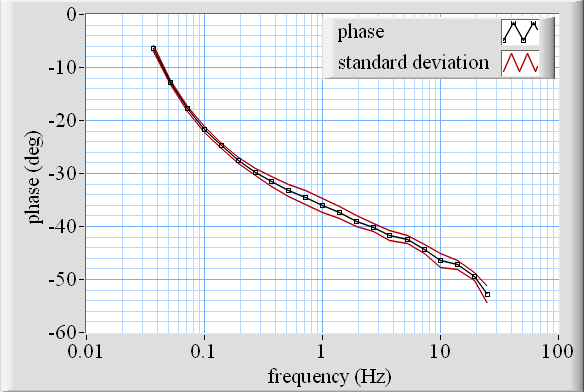 phase
standard deviation
0
-10
-20
-30
-40
-50
-60
phase (deg)
0.01 0.1 1 10 100
frequency (Hz)